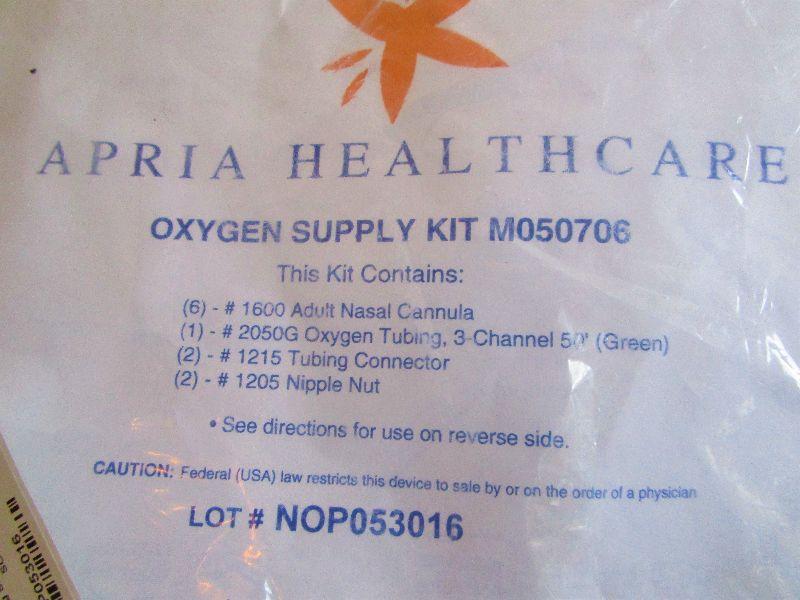 APRIA HEALTHCARE
OXYGEN SUPPLY KIT M050706
This Kit Contains:
(6) - # 1600 Adult Nasal Cannula
(1) - # 2050G Oxygen Tubing, 3-Channel 50' (Green)
(2) - # 1215 Tubing Connector
(2) - # 1205 Nipple Nut
• See directions for use on reverse side.
CAUTION: Federal (USA) law restricts this device to sale by or on the order of a physician
LOT # NOP053016
P053016